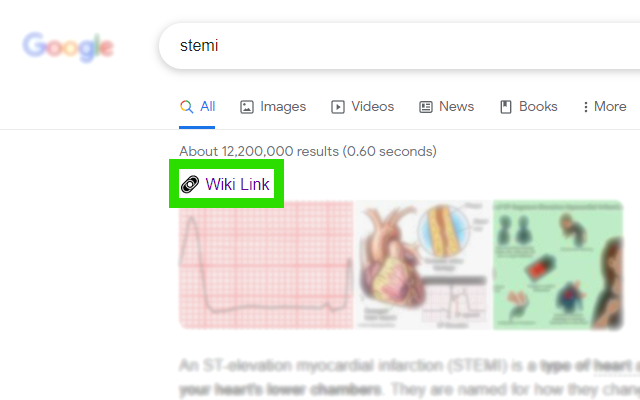 Google
stemi
All Images Videos News Books More
About 12,200,000 results (0.60 seconds)
Wiki Link
An ST-elevation myocardial infarction (STEMI) is a type of heart
your heart's lower chambers. They are named for how they chan